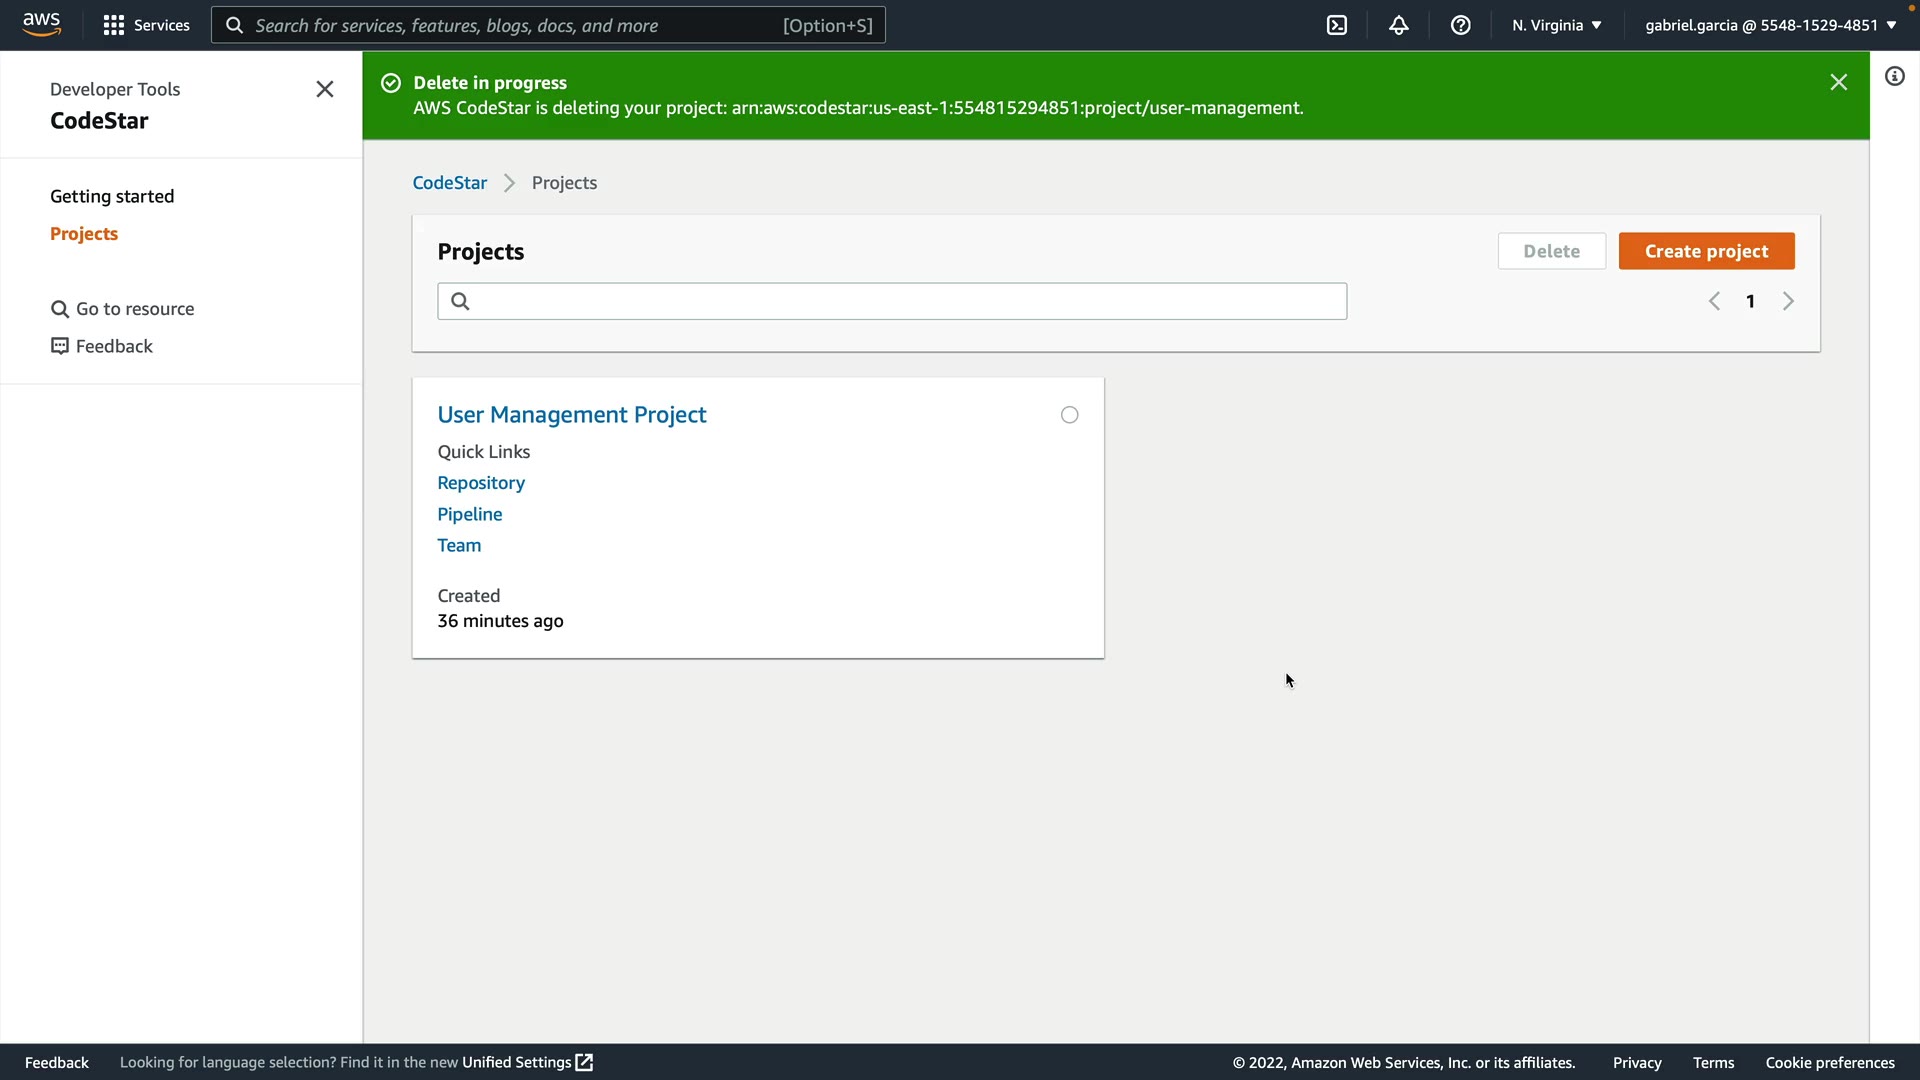 aws
Services
Search for services, features, blogs, docs, and more
[Option+S]
N. Virginia
gabriel.garcia @ 5548-1529-4851
Developer Tools
CodeStar
Getting started
Projects
Go to resource
Feedback
Delete in progress
AWS CodeStar is deleting your project: arn:aws:codestar:us-east-1:554815294851:project/user-management.
CodeStar
Projects
Projects
Delete
Create project
1
User Management Project
Quick Links
Repository
Pipeline
Team
Created
36 minutes ago
Feedback
Looking for language selection? Find it in the new Unified Settings
© 2022, Amazon Web Services, Inc. or its affiliates.
Privacy
Terms
Cookie preferences